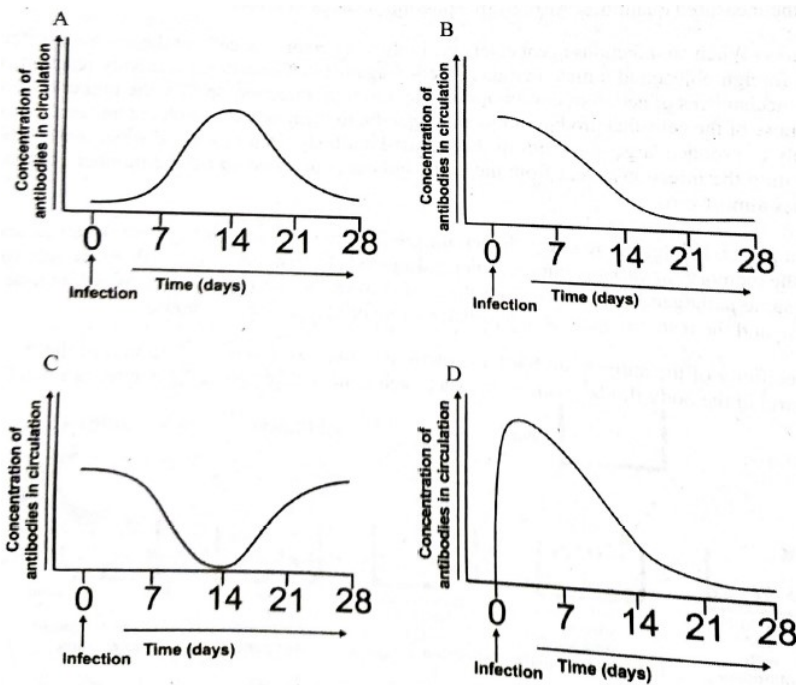 A
Concentration of
antibodies in circulation
0 7 14 21 28
Infection
Time (days)
B
Concentration of
antibodies in circulation
0 7 14 21 28
Infection
Time (days)
C
Concentration of
antibodies in circulation
0 7 14 21 28
Infection
Time (days)
D
Concentration of
antibodies in circulation
0 7 14 21 28
Infection
Time (days)